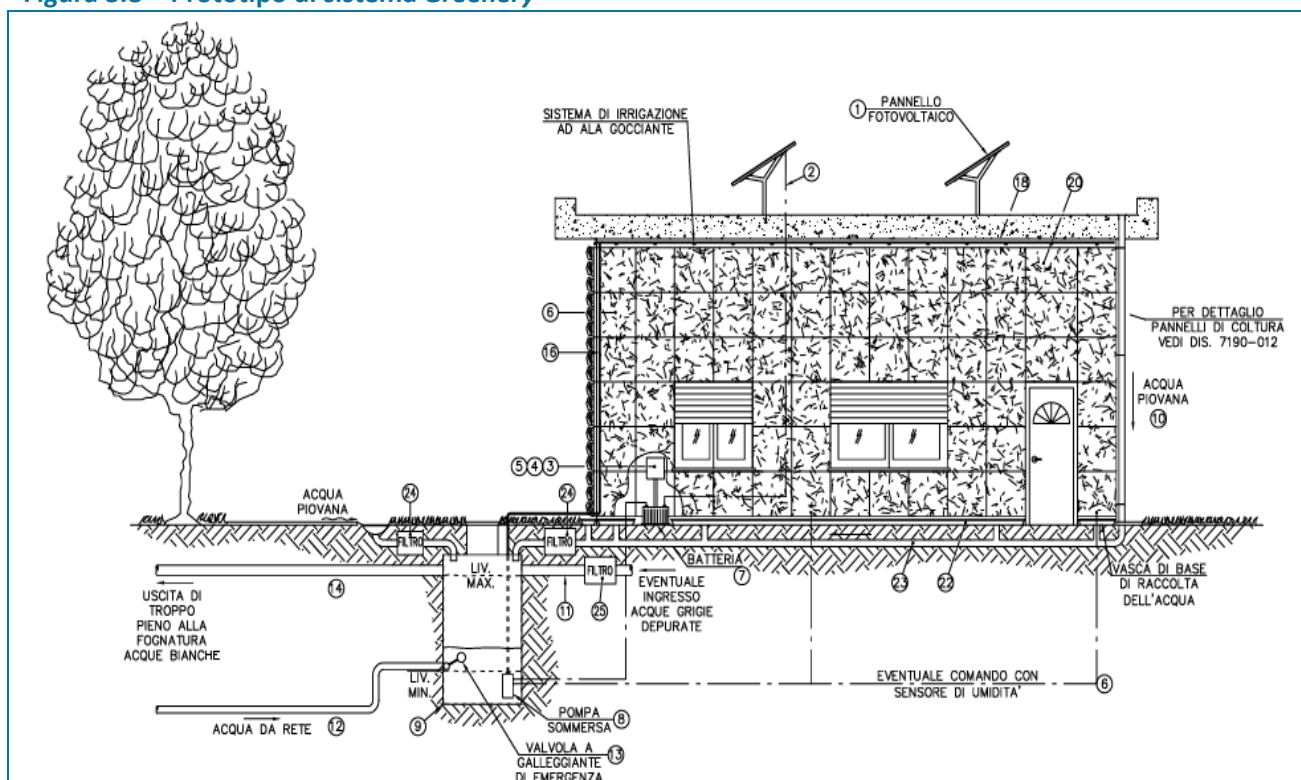 Figura 3.8 – Prototipo di sistema Greenery
SISTEMA DI IRRIGAZIONE
AD ALA GOCCIANTE
1
PANNELLO
FOTOVOLTAICO
2
18
20
6
16
PER DETTAGLIO
PANNELLI DI COLTURA
VEDI DIS. 7190-012
ACQUA
PIOVANA
10
5 4 3
ACQUA
PIOVANA
24
24
FILTRO
FILTRO
LIV.
MAX.
14
11
FILTRO
25
BATTERIA
7
23
22
VASCA DI BASE
DI RACCOLTA
DELL'ACQUA
USCITA DI
TROPPO
PIENO ALLA
FOGNATURA
ACQUE BIANCHE
EVENTUALE
INGRESSO
ACQUE GRIGIE
DEPURATE
LIV.
MIN.
EVENTUALE COMANDO CON
SENSORE DI UMIDITA'
6
ACQUA DA RETE
12
9
POMPA
SOMMERSA
8
VALVOLA A
GALLEGGIANTE
DI EMERGENZA
13